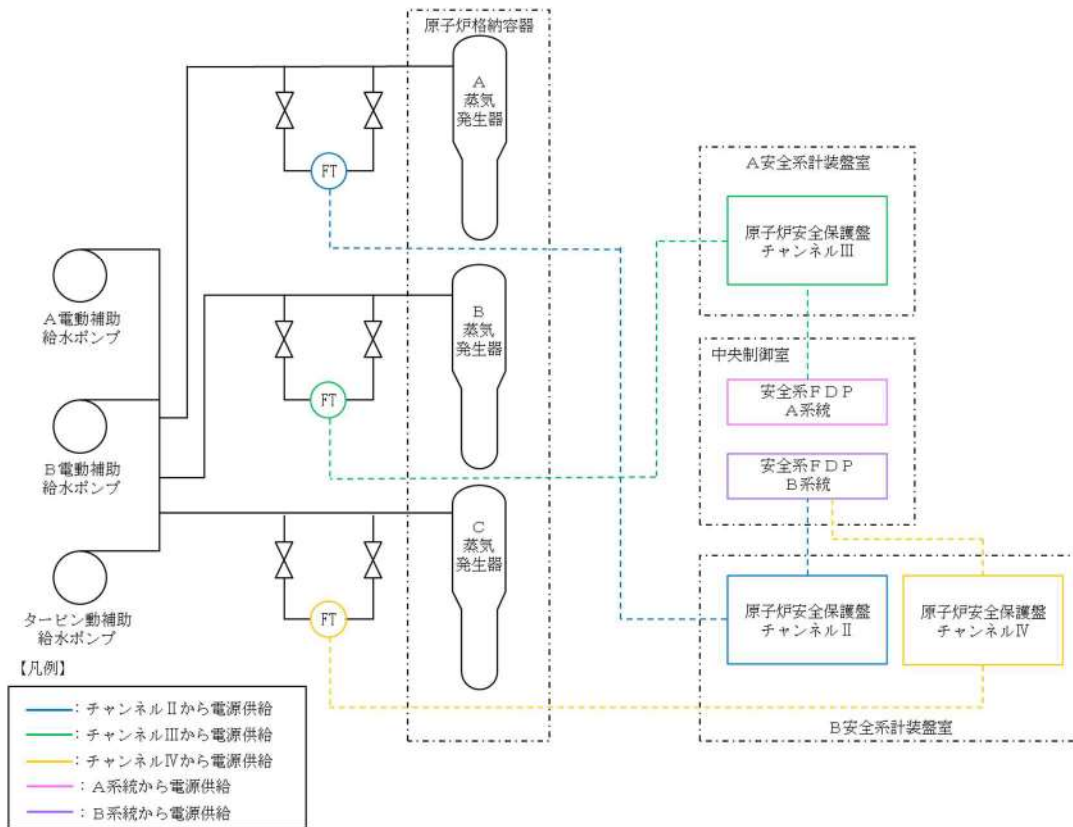 原子炉格納容器
A
蒸気
発生器
FT
A安全系計装盤室
原子炉安全保護盤
チャンネルⅢ
A電動補助
給水ポンプ
B
蒸気
発生器
FT
中央制御室
安全系FDP
A系統
B電動補助
給水ポンプ
安全系FDP
B系統
C
蒸気
発生器
FT
タービン動補助
給水ポンプ
原子炉安全保護盤
チャンネルⅡ
原子炉安全保護盤
チャンネルⅣ
B安全系計装盤室
【凡例】
:チャンネルⅡから電源供給
:チャンネルⅢから電源供給
:チャンネルⅣから電源供給
:A系統から電源供給
:B系統から電源供給